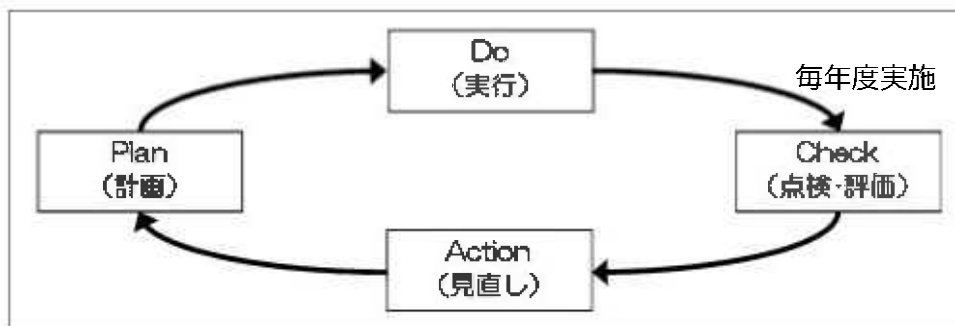 Do
(実行)
毎年度実施
Plan
(計画)
Check
(点検・評価)
Action
(見直し)